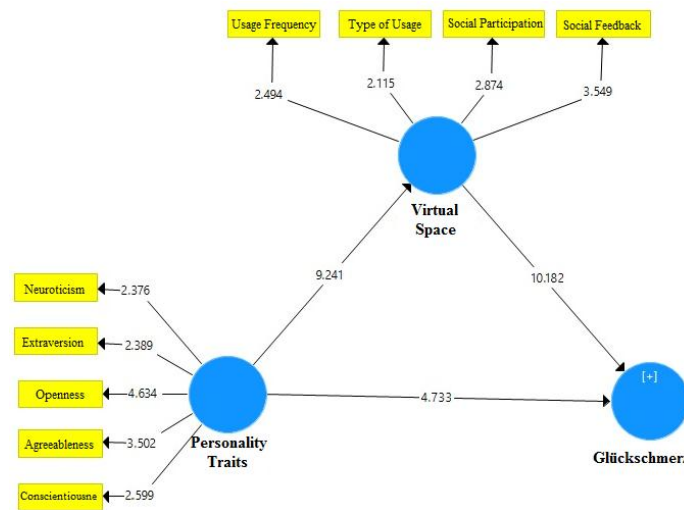 Usage Frequency
Type of Usage
Social Participation
Social Feedback
2.494
2.115
2.874
3.549
Virtual
Space
9.241
10.182
Neuroticism
2.376
Extraversion
2.389
Openness
4.634
Agreeableness
3.502
Conscientiousne
2.599
Personality
Traits
4.733
[+]
Glückschmerz